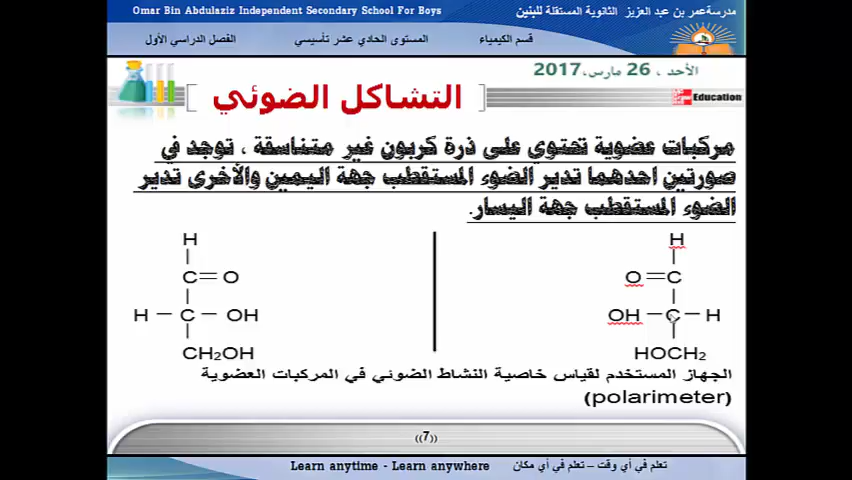 Omar Bin Abdulaziz Independent Secondary School For Boys
مدرسةعمر بن عبد العزيز الثانوية المستقلة للبنين
قسم الكيمياء
المستوى الحادي عشر تأسيسي
الفصل الدراسي الأول
الأحد ، 26 مارس، 2017
Education
التشاكل الضوئي
مركبات عضوية تحتوي على ذرة كربون غير متناسقة ، توجد في
صورتين احدهما تدير الضوء المستقطب جهة اليمين والأخرى تدير
الضوء المستقطب جهة اليسار.
H
C=O
H – C – OH
CH₂OH
H
O=C
OH – C – H
HOCH₂
الجهاز المستخدم لقياس خاصية النشاط الضوئي في المركبات العضوية
(polarimeter)
((7))
Learn anytime - Learn anywhere
تعلم في أي وقت – تعلم في أي مكان